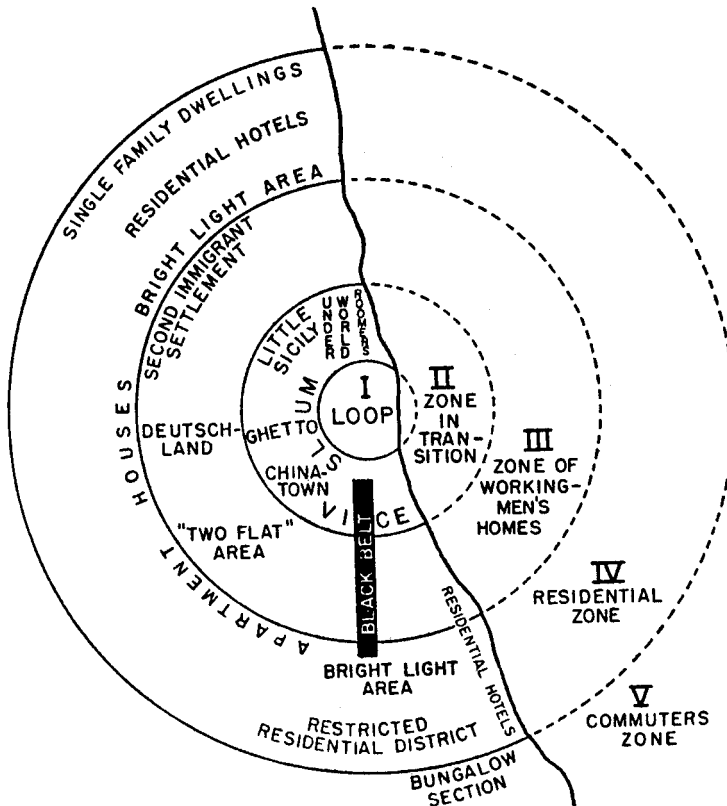 SINGLE FAMILY DWELLINGS
RESIDENTIAL HOTELS
BRIGHT LIGHT AREA
SECOND IMMIGRANT
SETTLEMENT
LITTLE
SICILY
UNDER
WORLD
ROOMERS
I
LOOP
II
ZONE
IN
TRAN-
SITION
SLUM
GHETTO
DEUTSCH-
LAND
CHINA-
TOWN
VICE
BLACK BELT
"TWO FLAT"
AREA
APARTMENT HOUSES
III
ZONE OF
WORKING-
MEN'S
HOMES
IV
RESIDENTIAL
ZONE
RESIDENTIAL HOTELS
BRIGHT LIGHT
AREA
RESTRICTED
RESIDENTIAL DISTRICT
V
COMMUTERS
ZONE
BUNGALOW
SECTION